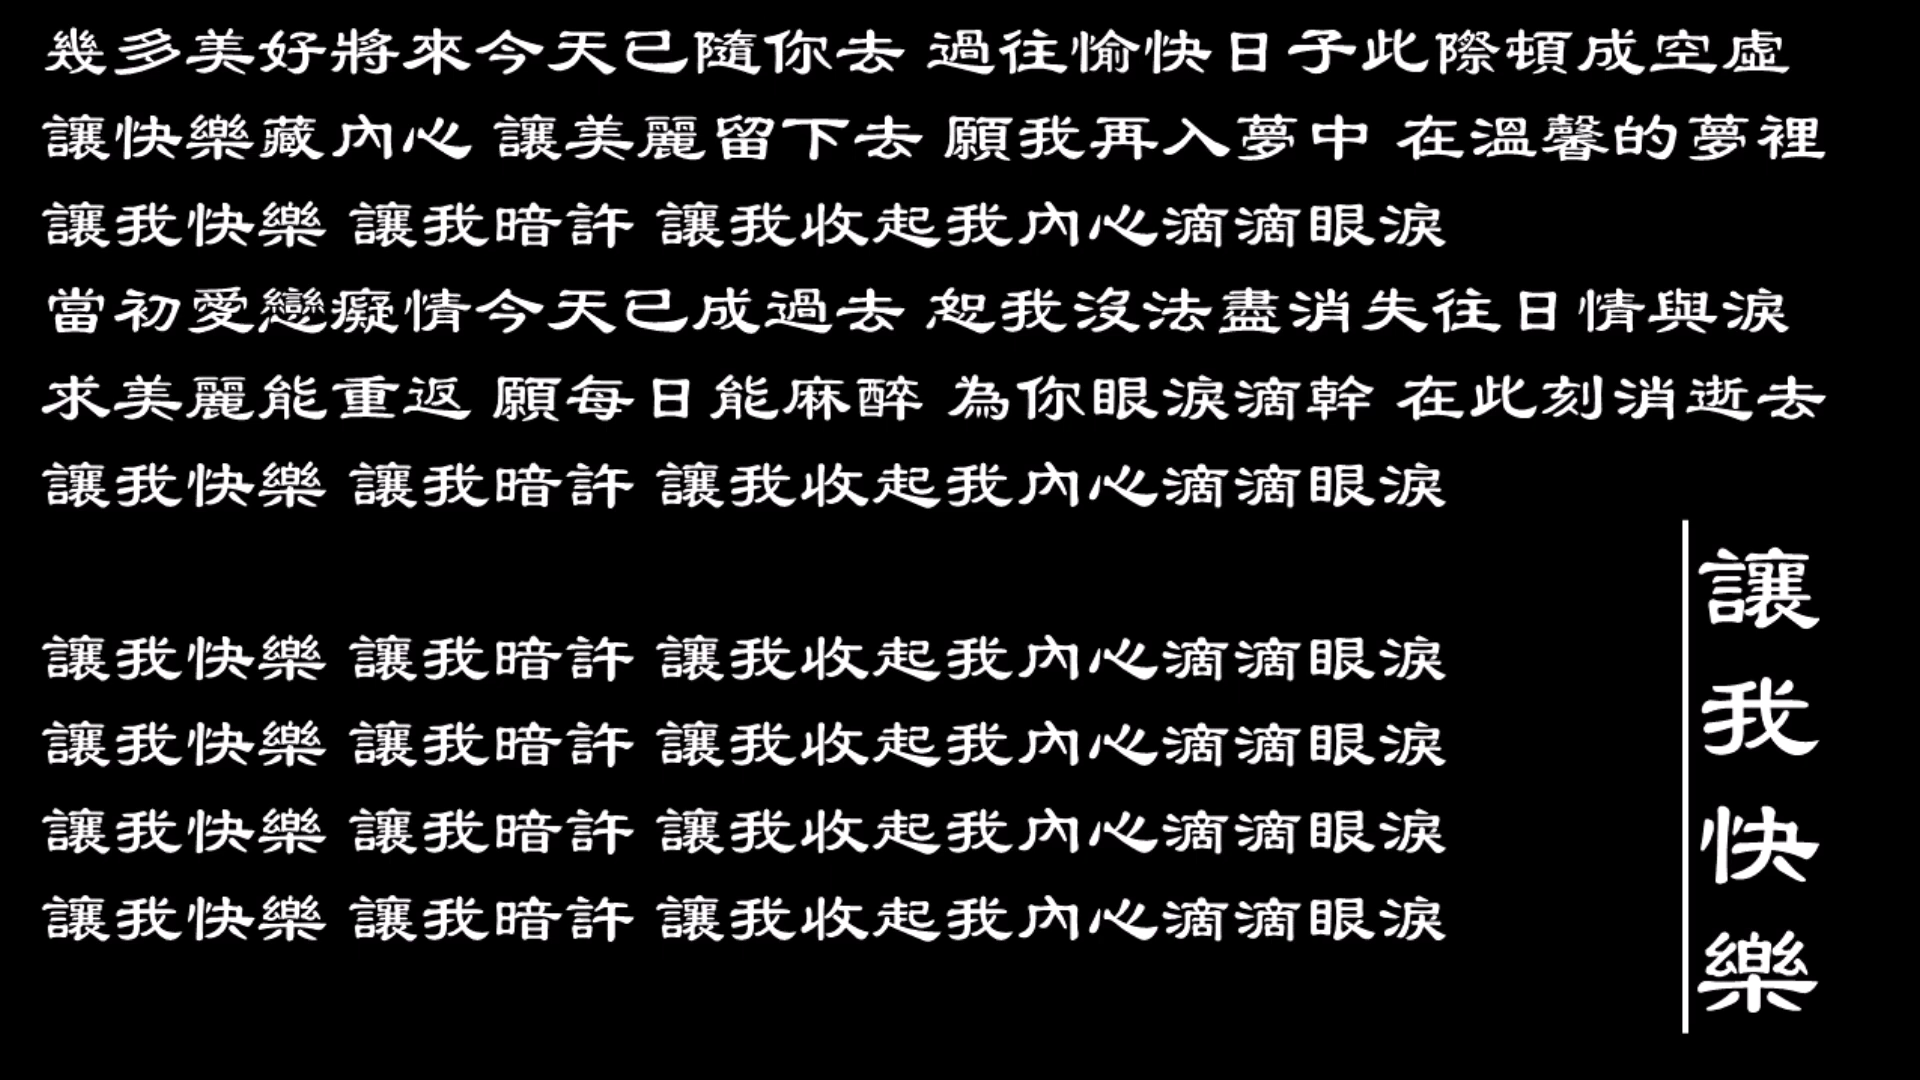 幾多美好將來今天已隨你去 過往愉快日子此際頓成空虛
讓快樂藏內心 讓美麗留下去 願我再入夢中 在溫馨的夢裡
讓我快樂 讓我暗許 讓我收起我內心滴滴眼淚
當初愛戀癡情今天已成過去 恕我沒法盡消失往日情與淚
求美麗能重返 願每日能麻醉 為你眼淚滴幹 在此刻消逝去
讓我快樂 讓我暗許 讓我收起我內心滴滴眼淚
讓我快樂 讓我暗許 讓我收起我內心滴滴眼淚
讓我快樂 讓我暗許 讓我收起我內心滴滴眼淚
讓我快樂 讓我暗許 讓我收起我內心滴滴眼淚
讓我快樂 讓我暗許 讓我收起我內心滴滴眼淚
讓我快樂